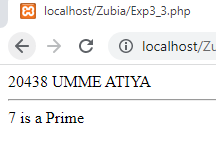 localhost/Zubia/Exp3_3.php
localhost/Zu
20438 UMME ATIYA
7 is a Prime